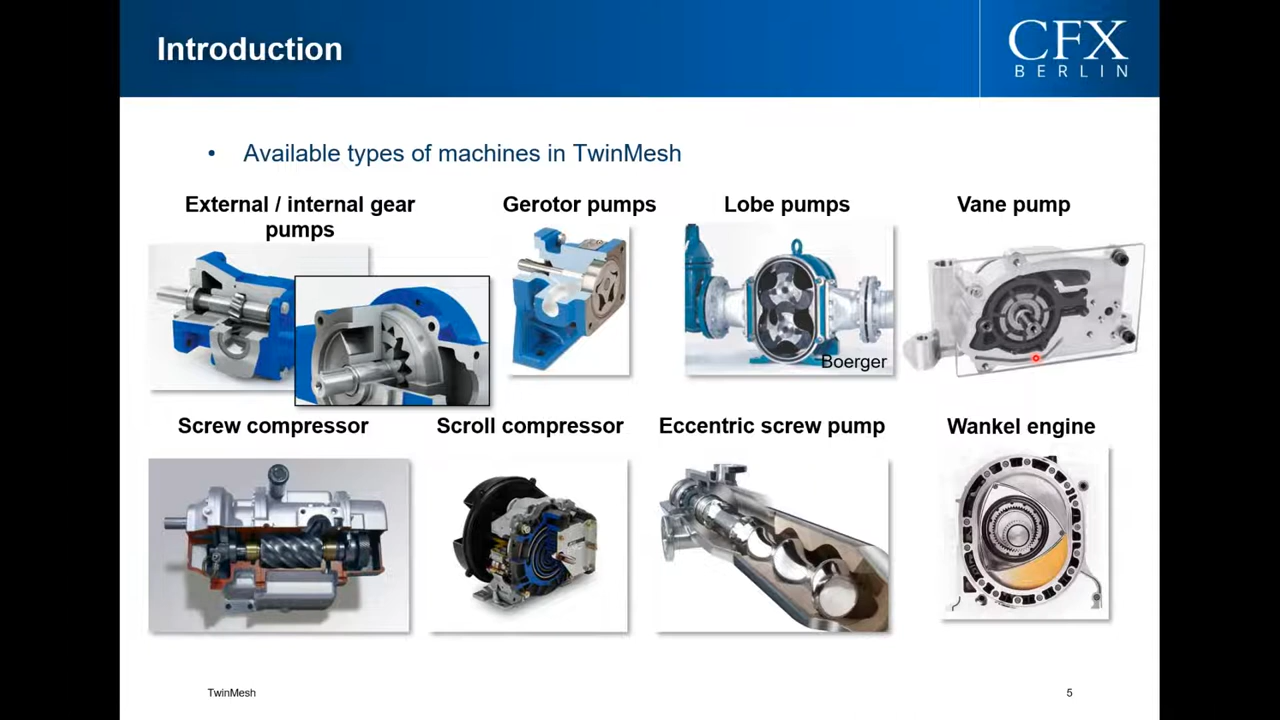 Introduction
CFX
BERLIN
• Available types of machines in TwinMesh
External / internal gear
pumps
Gerotor pumps
Lobe pumps
Vane pump
Boerger
Screw compressor
Scroll compressor
Eccentric screw pump
Wankel engine
TwinMesh
5